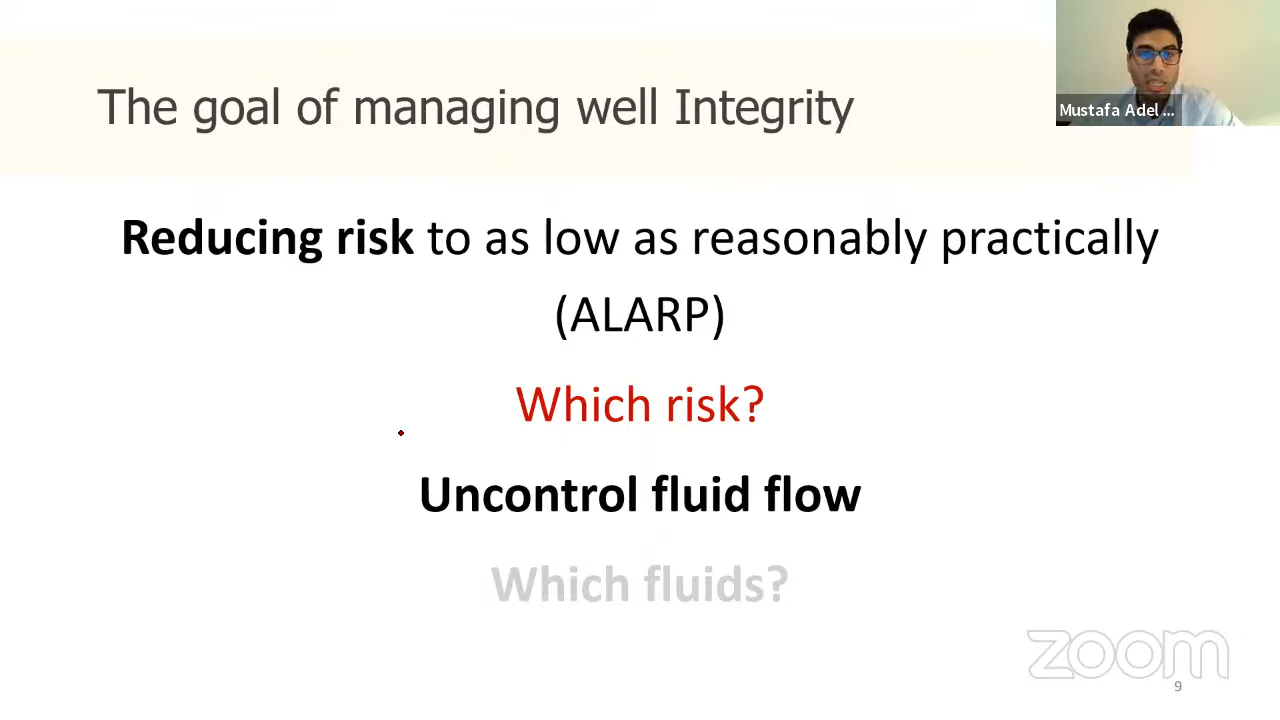 The goal of managing well Integrity
Mustafa Adel ...
Reducing risk to as low as reasonably practically
(ALARP)
Which risk?
Uncontrol fluid flow
Which fluids?
zoom
9